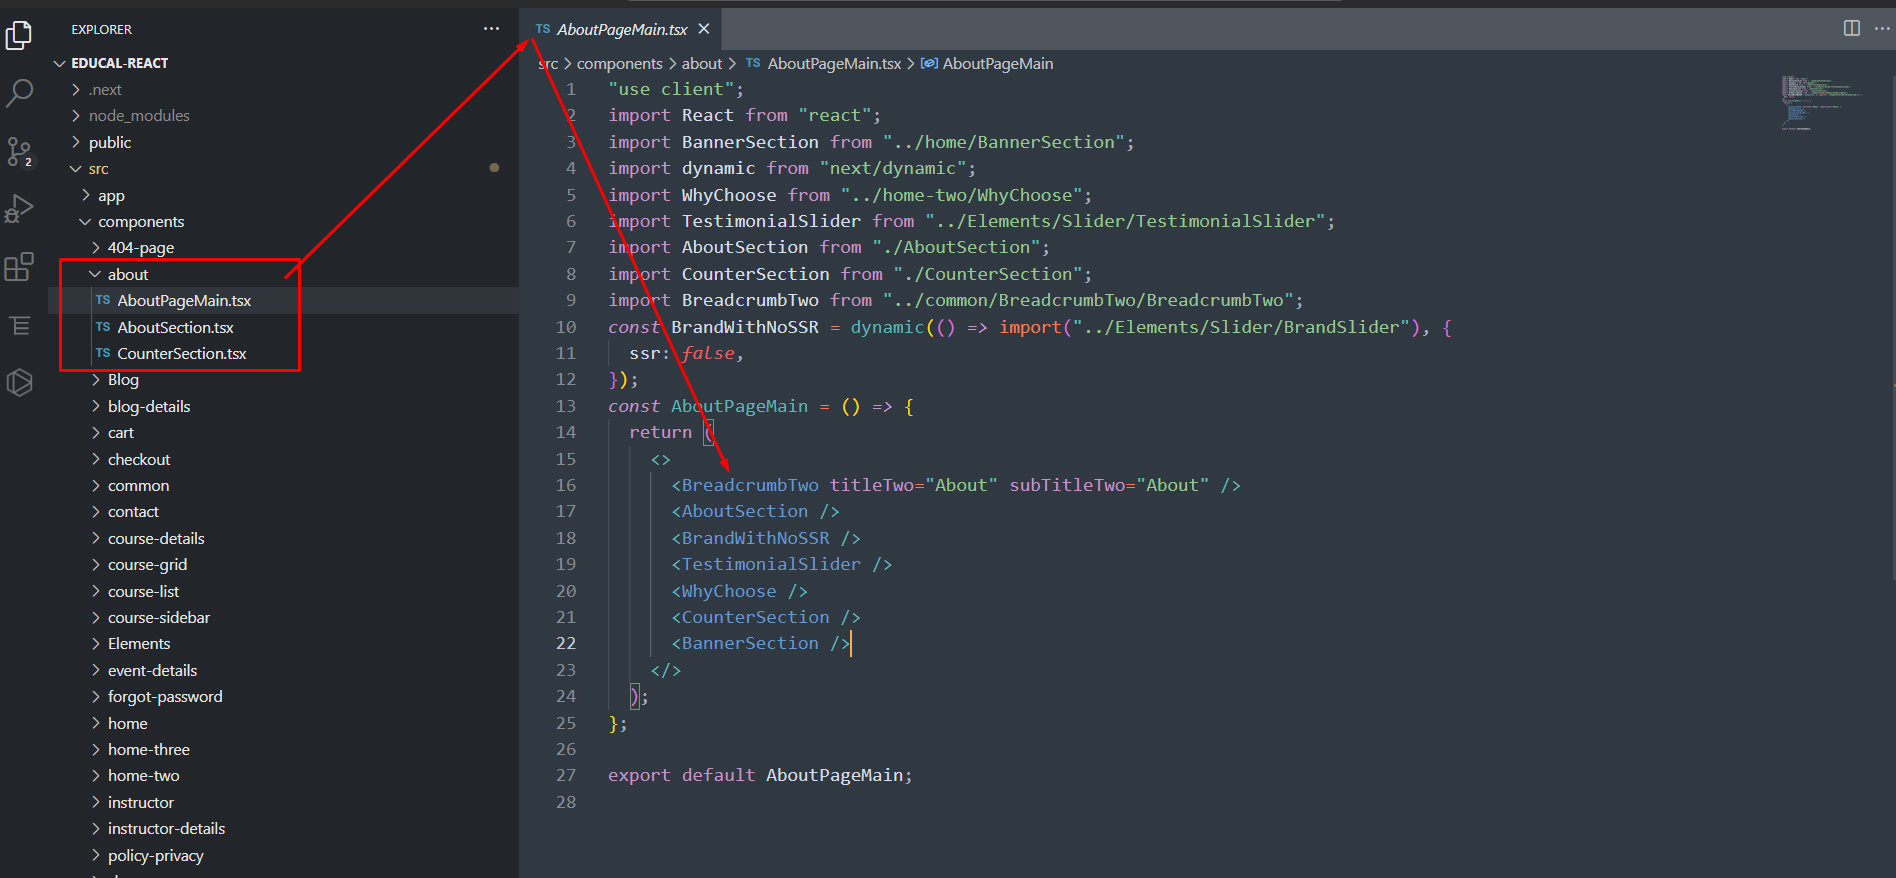 EXPLORER
EDUCAL-REACT
.next
node_modules
public
src
app
components
404-page
about
TS AboutPageMain.tsx
TS AboutSection.tsx
TS CounterSection.tsx
Blog
blog-details
cart
checkout
common
contact
course-details
course-grid
course-list
course-sidebar
Elements
event-details
forgot-password
home
home-three
home-two
instructor
instructor-details
policy-privacy
2
TS AboutPageMain.tsx
src > components > about > TS AboutPageMain.tsx > AboutPageMain
1 "use client";
2 import React from "react";
3 import BannerSection from "../home/BannerSection";
4 import dynamic from "next/dynamic";
5 import WhyChoose from "../home-two/WhyChoose";
6 import TestimonialSlider from "../Elements/Slider/TestimonialSlider";
7 import AboutSection from "./AboutSection";
8 import CounterSection from "./CounterSection";
9 import BreadcrumbTwo from "../common/BreadcrumbTwo/BreadcrumbTwo";
10 const BrandWithNoSSR = dynamic(() => import("../Elements/Slider/BrandSlider"), {
11 ssr: false,
12 });
13 const AboutPageMain = () => {
14 return (
15 <>
16 <BreadcrumbTwo titleTwo="About" subTitleTwo="About" />
17 <AboutSection />
18 <BrandWithNoSSR />
19 <TestimonialSlider />
20 <WhyChoose />
21 <CounterSection />
22 <BannerSection />
23 </>
24 );
25 };
26
27 export default AboutPageMain;
28